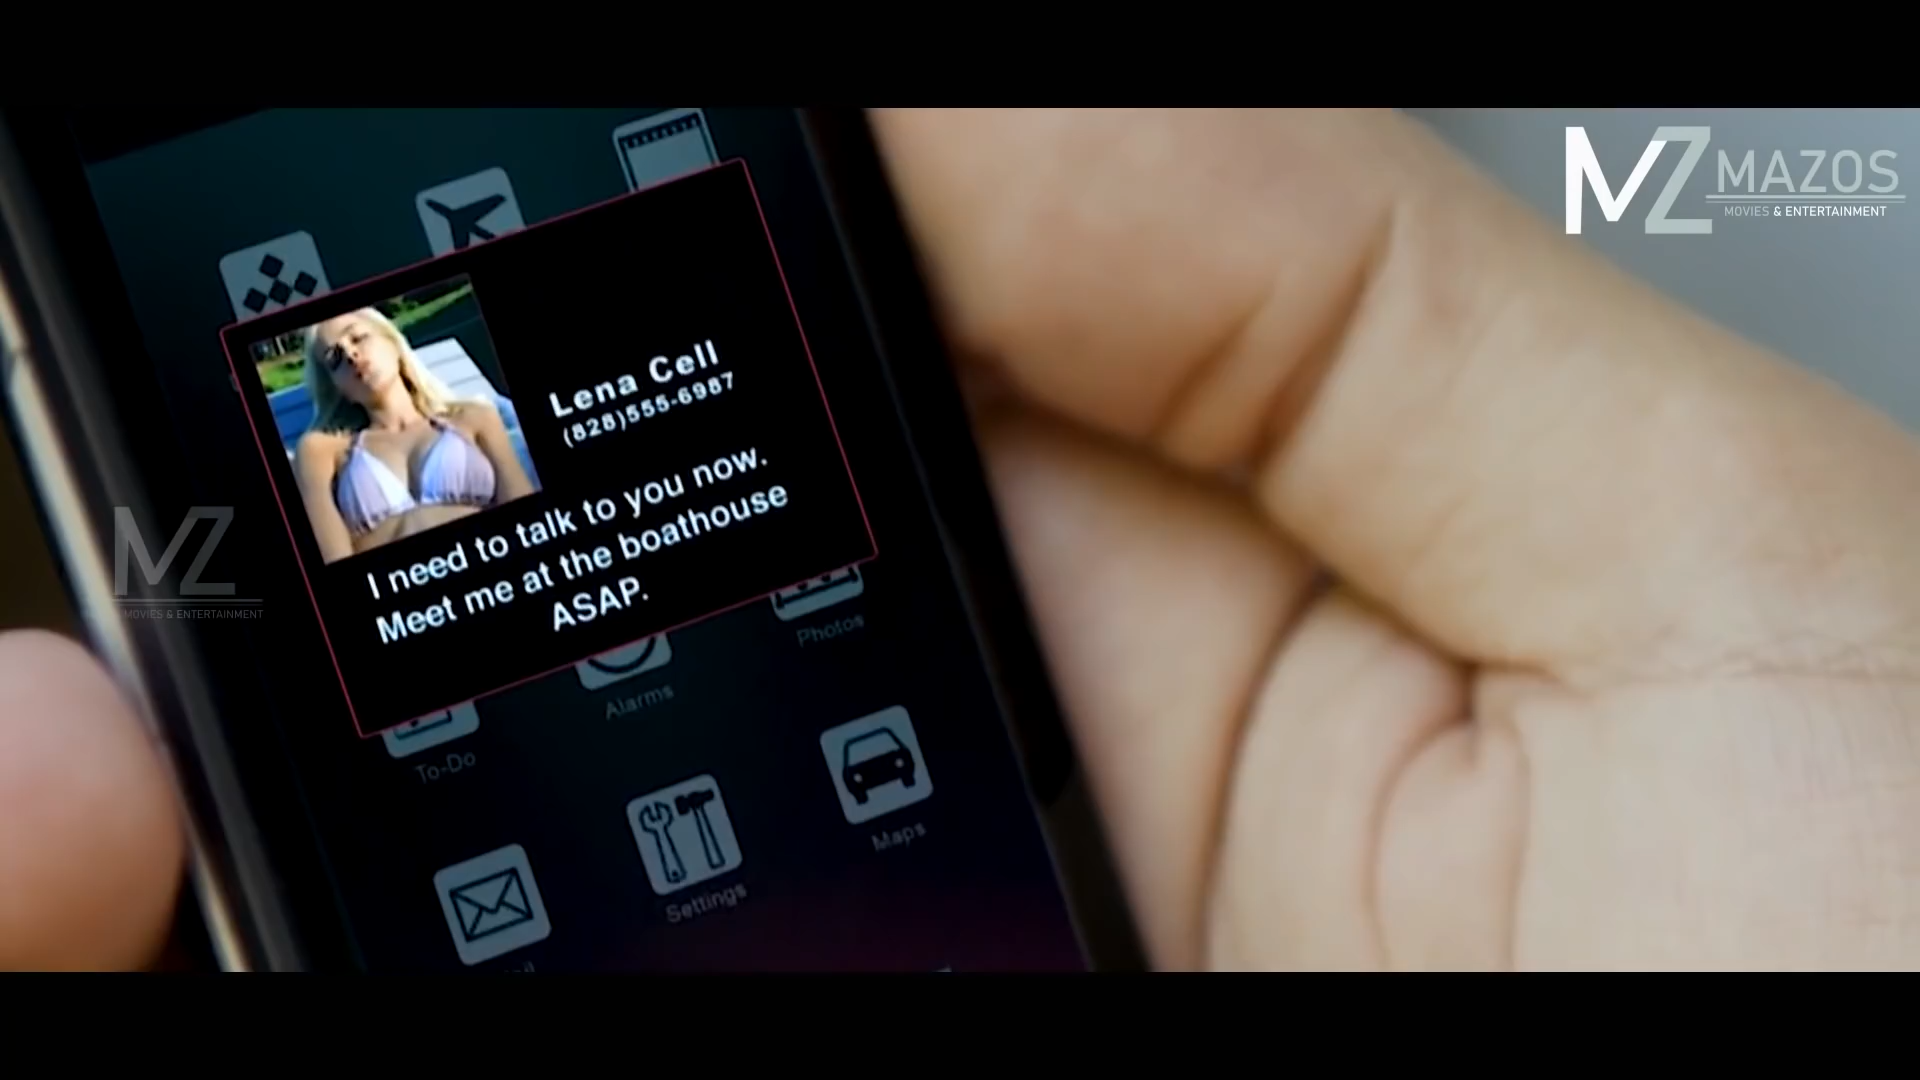 MZ MAZOS
MOVIES & ENTERTAINMENT
Lena Cell
(828)555-6987
I need to talk to you now.
Meet me at the boathouse
ASAP.
MZ
MOVIES & ENTERTAINMENT
Photos
Alarms
To-Do
Maps
Settings